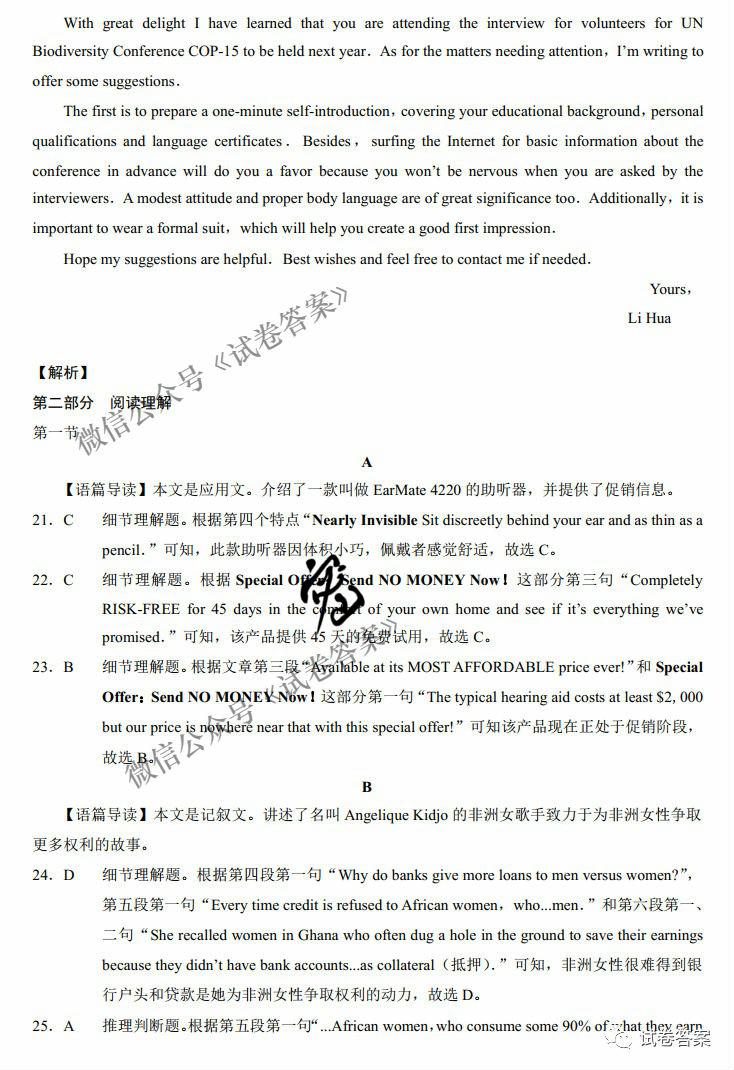 With great delight I have learned that you are attending the interview for volunteers for UN
Biodiversity Conference COP-15 to be held next year. As for the matters needing attention, I'm writing to
offer some suggestions.
The first is to prepare a one-minute self-introduction, covering your educational background, personal
qualifications and language certificates. Besides, surfing the Internet for basic information about the
conference in advance will do you a favor because you won't be nervous when you are asked by the
interviewers. A modest attitude and proper body language are of great significance too. Additionally, it is
important to wear a formal suit, which will help you create a good first impression.
Hope my suggestions are helpful. Best wishes and feel free to contact me if needed.
Yours,
Li Hua
【解析】
第二部分 阅读理解
第一节
微信公众号《试卷答案》
A
【语篇导读】本文是应用文。介绍了一款叫做 EarMate 4220 的助听器，并提供了促销信息。
21. C 细节理解题。根据第四个特点“Nearly Invisible Sit discreetly behind your ear and as thin as a
pencil.”可知，此款助听器因体积小巧，佩戴者感觉舒适，故选 C。
22. C 细节理解题。根据 Special Offer: Send NO MONEY Now! 这部分第三句“Completely
RISK-FREE for 45 days in the comfort of your own home and see if it's everything we've
promised.”可知，该产品提供 45 天的免费试用，故选 C。
23. B 细节理解题。根据文章第三段“Available at its MOST AFFORDABLE price ever!”和 Special
Offer: Send NO MONEY Now! 这部分第一句“The typical hearing aid costs at least $2, 000
but our price is nowhere near that with this special offer!”可知该产品现在正处于促销阶段，
故选 B。
微信公众号《试卷答案》
B
【语篇导读】本文是记叙文。讲述了名叫 Angelique Kidjo 的非洲女歌手致力于为非洲女性争取
更多权利的故事。
24. D 细节理解题。根据第四段第一句“Why do banks give more loans to men versus women?”，
第五段第一句“Every time credit is refused to African women, who...men.”和第六段第一、
二句“She recalled women in Ghana who often dug a hole in the ground to save their earnings
because they didn't have bank accounts...as collateral（抵押）.”可知，非洲女性很难得到银
行户头和贷款是她为非洲女性争取权利的动力，故选 D。
25. A 推理判断题。根据第五段第一句“...African women, who consume some 90% of what they earn
试卷答案